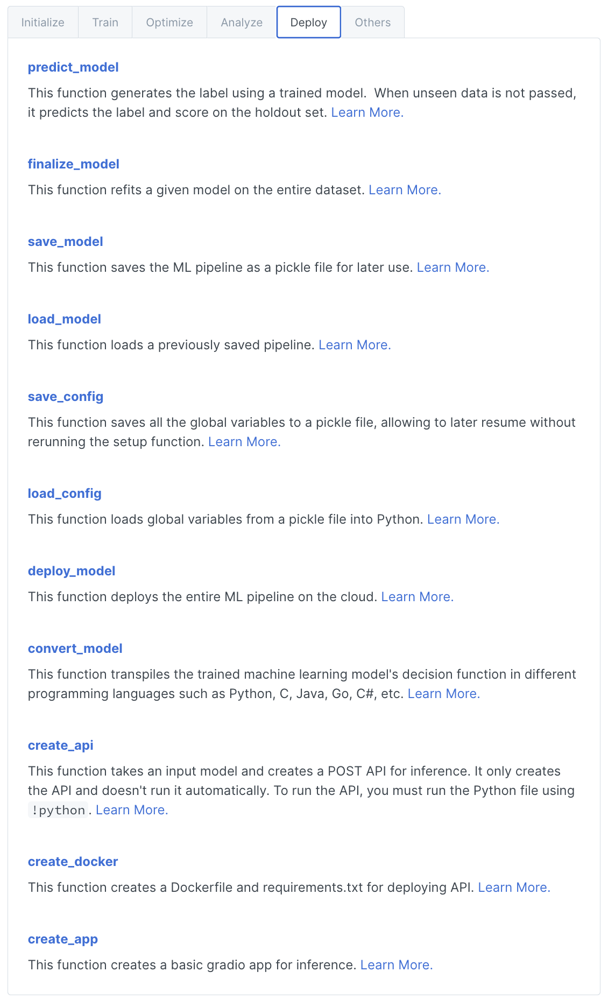 Initialize Train Optimize Analyze Deploy Others
predict_model
This function generates the label using a trained model.  When unseen data is not passed,
it predicts the label and score on the holdout set. Learn More.
finalize_model
This function refits a given model on the entire dataset. Learn More.
save_model
This function saves the ML pipeline as a pickle file for later use. Learn More.
load_model
This function loads a previously saved pipeline. Learn More.
save_config
This function saves all the global variables to a pickle file, allowing to later resume without
rerunning the setup function. Learn More.
load_config
This function loads global variables from a pickle file into Python. Learn More.
deploy_model
This function deploys the entire ML pipeline on the cloud. Learn More.
convert_model
This function transpiles the trained machine learning model's decision function in different
programming languages such as Python, C, Java, Go, C#, etc. Learn More.
create_api
This function takes an input model and creates a POST API for inference. It only creates
the API and doesn't run it automatically. To run the API, you must run the Python file using
!python. Learn More.
create_docker
This function creates a Dockerfile and requirements.txt for deploying API. Learn More.
create_app
This function creates a basic gradio app for inference. Learn More.